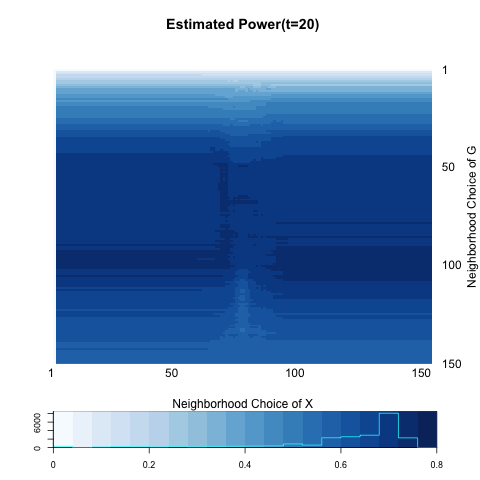 Estimated Power(t=20)
1
50
100
150
Neighborhood Choice of G
1 50 100 150
Neighborhood Choice of X
0 6000
0 0.2 0.4 0.6 0.8